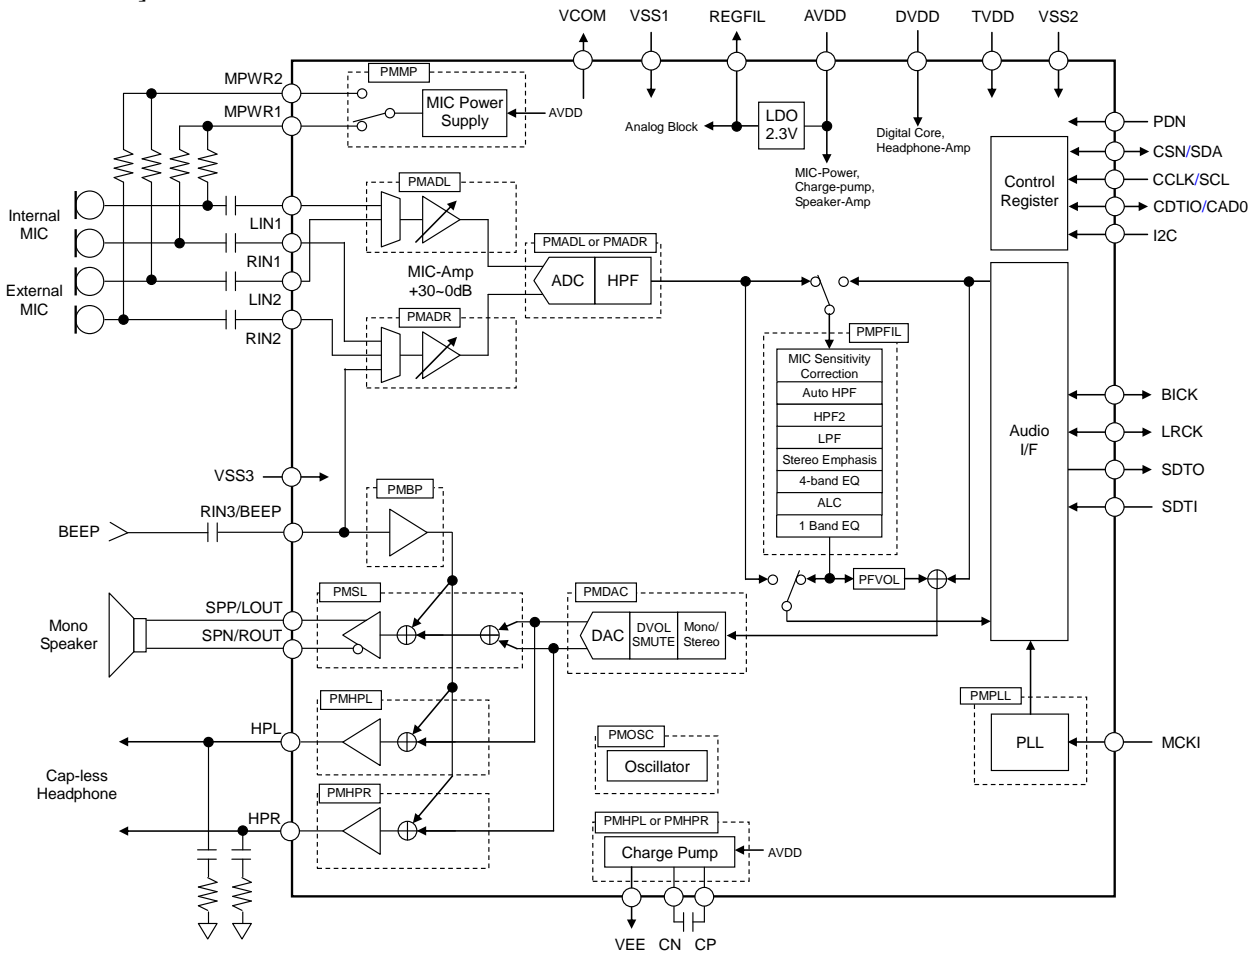 VCOM
VSS1
REGFIL
AVDD
DVDD
TVDD
VSS2
MPWR2
MPWR1
PMMP
MIC Power
Supply
AVDD
Analog Block
LDO
2.3V
MIC-Power,
Charge-pump,
Speaker-Amp
Digital Core,
Headphone-Amp
Control
Register
PDN
CSN/SDA
CCLK/SCL
CDTIO/CAD0
I2C
Internal
MIC
External
MIC
LIN1
RIN1
LIN2
RIN2
PMADL
MIC-Amp
+30~0dB
PMADR
PMADL or PMADR
ADC
HPF
PMPFIL
MIC Sensitivity
Correction
Auto HPF
HPF2
LPF
Stereo Emphasis
4-band EQ
ALC
1 Band EQ
Audio
I/F
BICK
LRCK
SDTO
SDTI
VSS3
RIN3/BEEP
BEEP
PMBP
PFVOL
Mono
Speaker
SPP/LOUT
SPN/ROUT
PMSL
PMDAC
DAC
DVOL
SMUTE
Mono/
Stereo
PMPLL
PLL
MCKI
Cap-less
Headphone
HPL
HPR
PMHPL
PMHPR
PMOSC
Oscillator
PMHPL or PMHPR
Charge Pump
AVDD
VEE
CN
CP